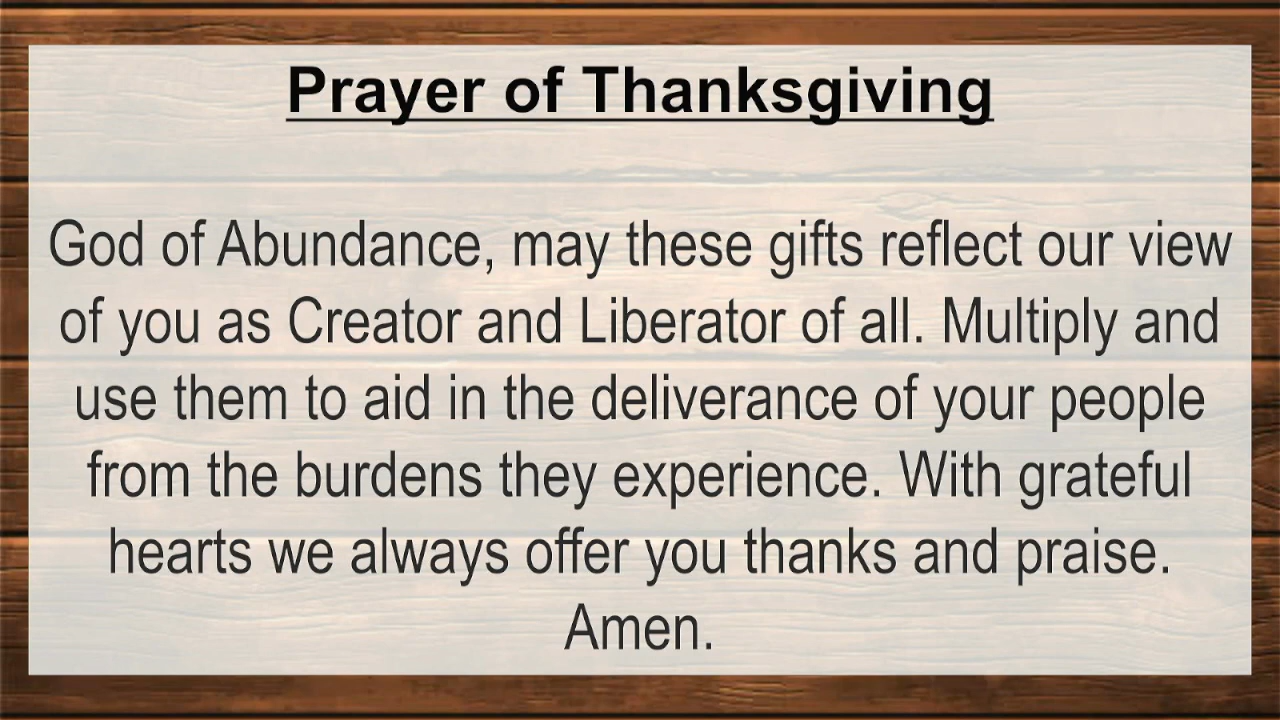 Prayer of Thanksgiving
God of Abundance, may these gifts reflect our view
of you as Creator and Liberator of all. Multiply and
use them to aid in the deliverance of your people
from the burdens they experience. With grateful
hearts we always offer you thanks and praise.
Amen.